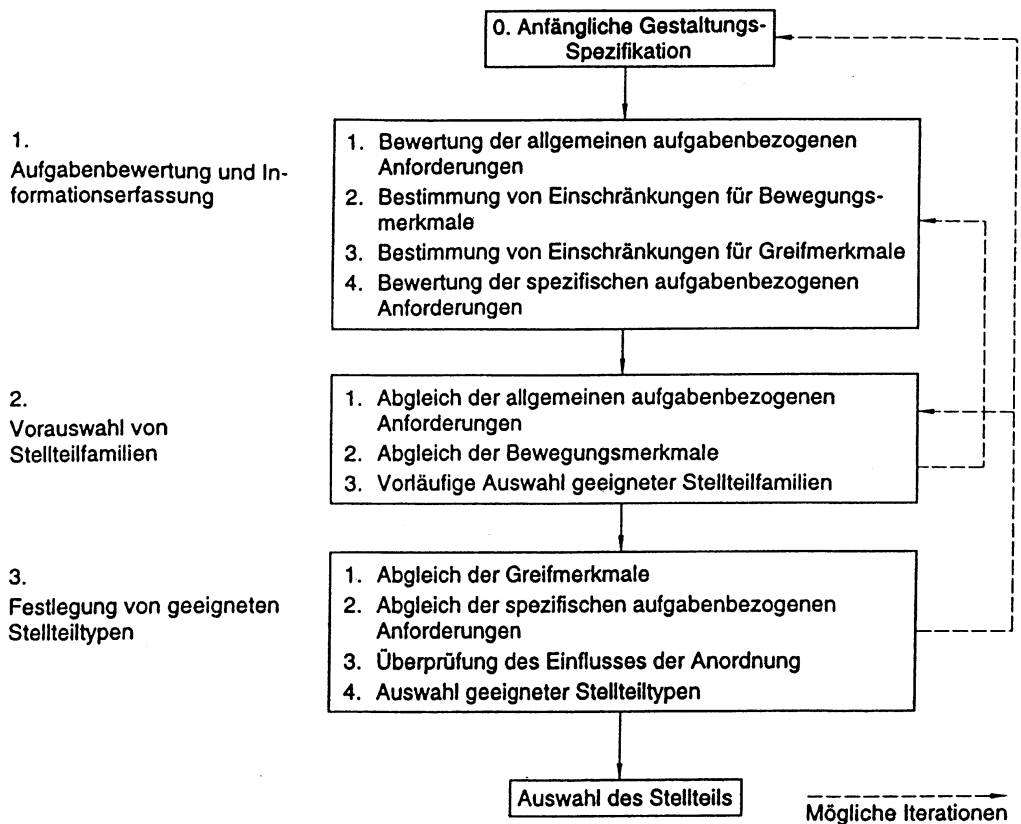 0. Anfängliche Gestaltungs-
Spezifikation
1.
Aufgabenbewertung und In-
formationserfassung
1. Bewertung der allgemeinen aufgabenbezogenen
Anforderungen
2. Bestimmung von Einschränkungen für Bewegungs-
merkmale
3. Bestimmung von Einschränkungen für Greifmerkmale
4. Bewertung der spezifischen aufgabenbezogenen
Anforderungen
2.
Vorauswahl von
Stellteilfamilien
1. Abgleich der allgemeinen aufgabenbezogenen
Anforderungen
2. Abgleich der Bewegungsmerkmale
3. Vorläufige Auswahl geeigneter Stellteilfamilien
3.
Festlegung von geeigneten
Stellteiltypen
1. Abgleich der Greifmerkmale
2. Abgleich der spezifischen aufgabenbezogenen
Anforderungen
3. Überprüfung des Einflusses der Anordnung
4. Auswahl geeigneter Stellteiltypen
Auswahl des Stellteils
Mögliche Iterationen